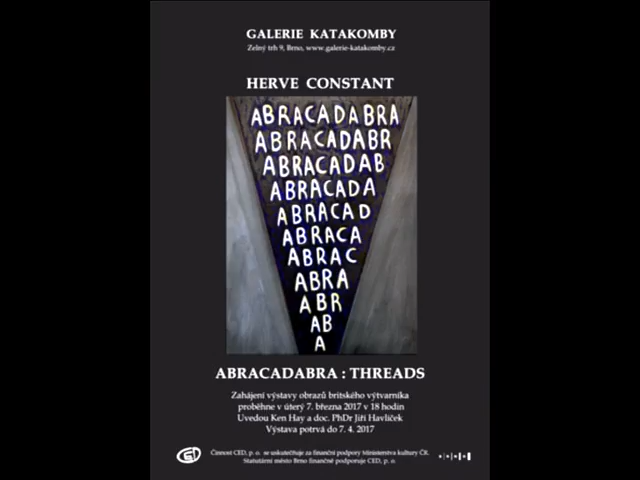 GALERIE KATAKOMBY
Zelný trh 9, Brno, www.galerie-katakomby.cz
HERVE CONSTANT
ABRACADABRA
ABRACADABR
ABRACADAB
ABRACADA
ABRACAD
ABRACA
ABRAC
ABRA
ABR
AB
A
ABRACADABRA : THREADS
Zahájení výstavy obrazů britského výtvarníka
proběhne v úterý 7. března 2017 v 18 hodin
Uvedou Ken Hay a doc. PhDr Jiří Havlíček
Výstava potrvá do 7. 4. 2017
Činnost CED, p. o. se uskutečňuje za finanční podpory Ministerstva kultury ČR.
Statutární město Brno finančně podporuje CED, p. o.